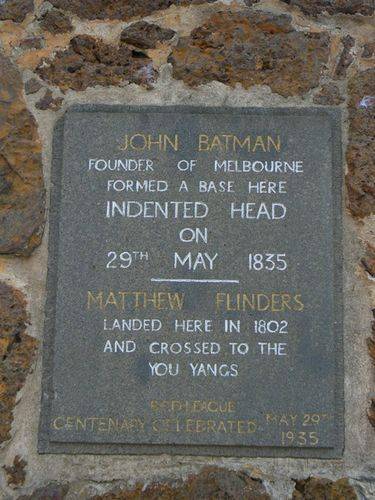 JOHN BATMAN
FOUNDER OF MELBOURNE
FORMED A BASE HERE
INDENTED HEAD
ON
29TH MAY 1835
MATTHEW FLINDERS
LANDED HERE IN 1802
AND CROSSED TO THE
YOU YANGS
LEAGUE
CENTENARY CELEBRATED MAY 29TH
1935